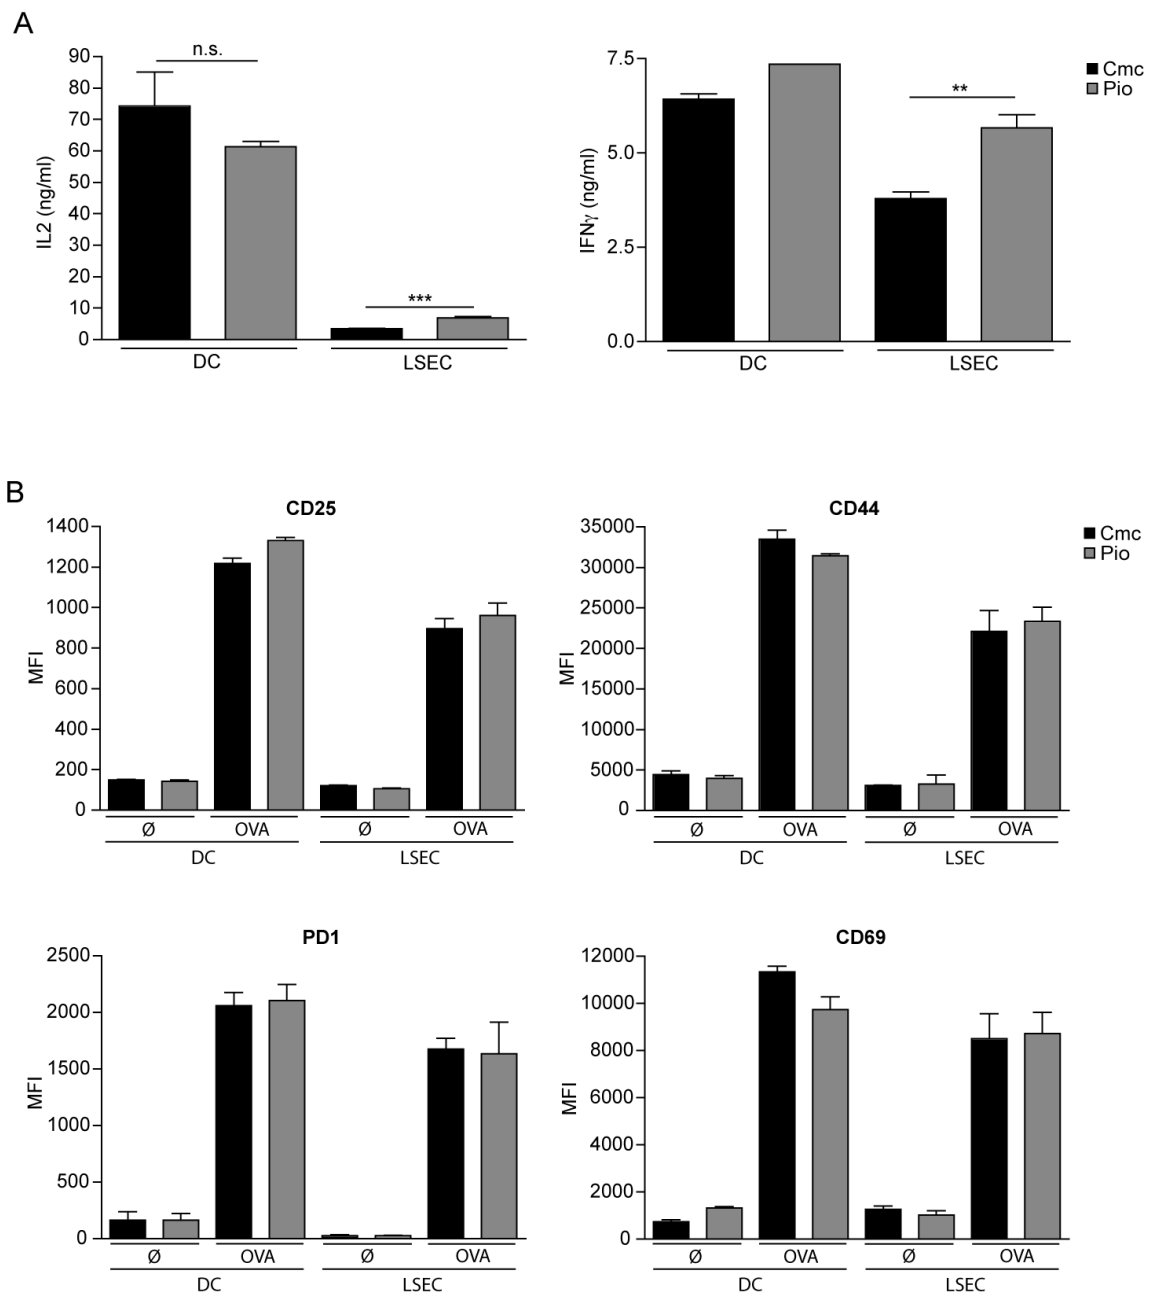 A
n.s.
90
80
70
60
50
40
30
20
10
0
IL2 (ng/ml)
***
DC LSEC
7.5
5.0
2.5
0.0
IFNγ (ng/ml)
**
DC LSEC
Cmc
Pio
B
CD25
1400
1200
1000
800
600
400
200
0
MFI
Ø OVA Ø OVA
DC LSEC
CD44
35000
30000
25000
20000
15000
10000
5000
0
MFI
Ø OVA Ø OVA
DC LSEC
Cmc
Pio
PD1
2500
2000
1500
1000
500
0
MFI
Ø OVA Ø OVA
DC LSEC
CD69
12000
10000
8000
6000
4000
2000
0
MFI
Ø OVA Ø OVA
DC LSEC